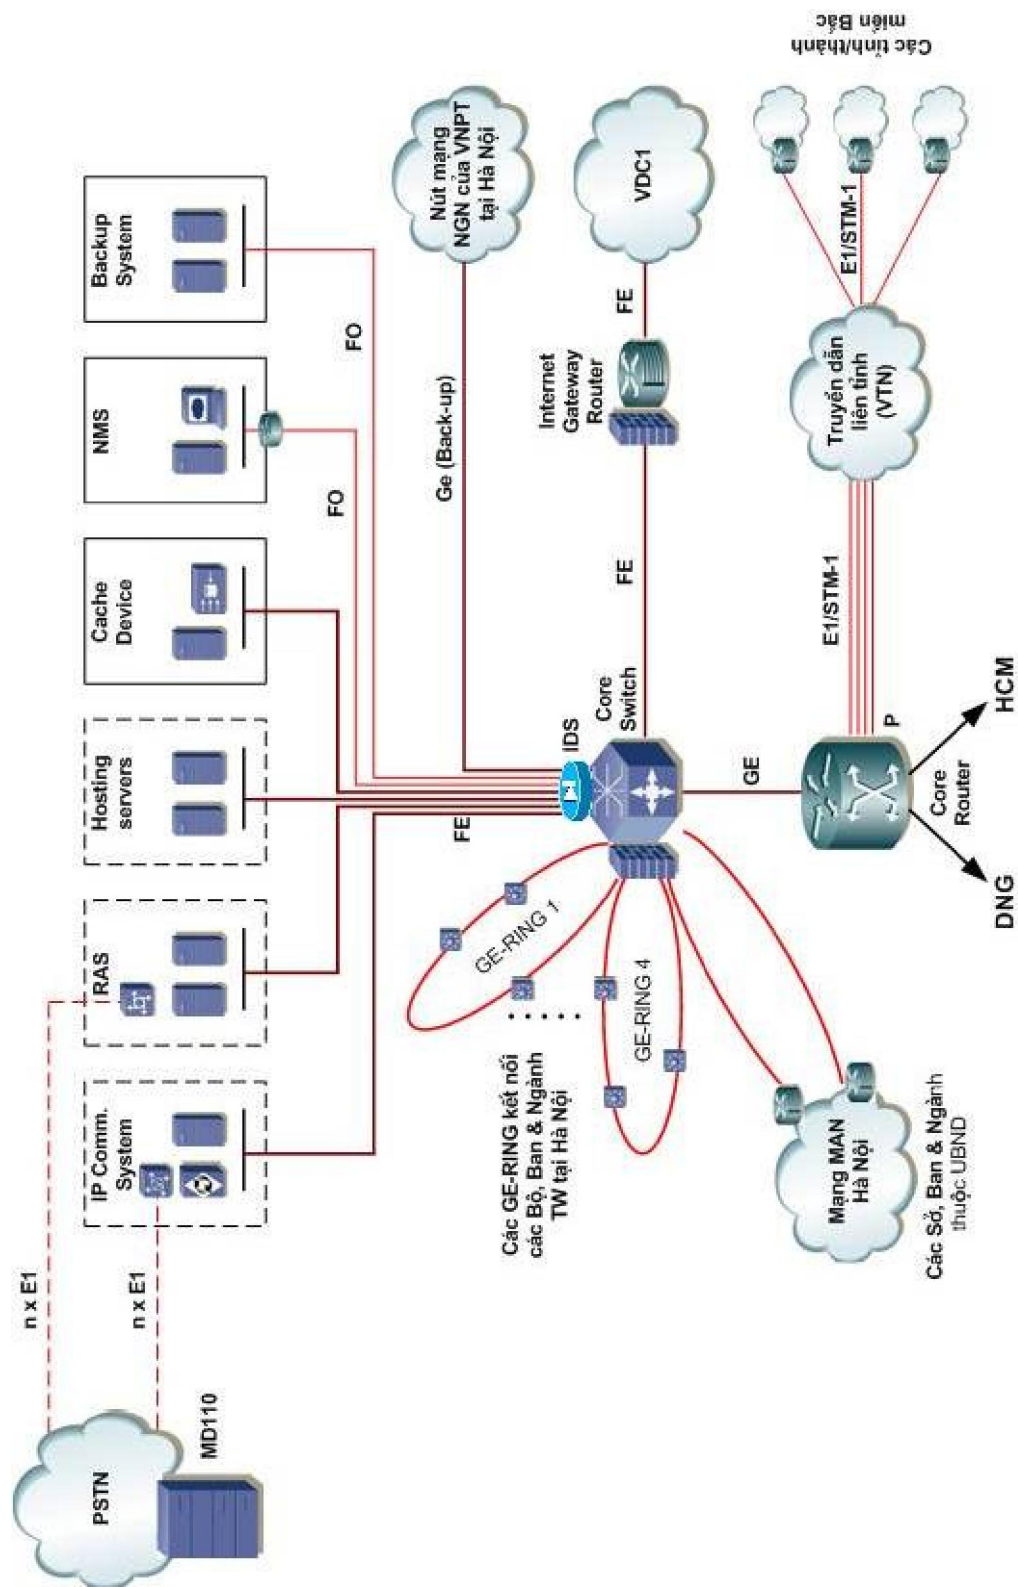 PSTN
MD110
n x E1
n x E1
IP Comm.
System
RAS
Hosting
servers
Cache
Device
NMS
Backup
System
FE
FO
FO
Ge (Back-up)
Nút mạng
NGN của VNPT
tại Hà Nội
IDS
Core
Switch
FE
Internet
Gateway
Router
FE
VDC1
GE-RING 1
GE-RING 4
Các GE-RING kết nối
các Bộ, Ban & Ngành
TW tại Hà Nội
Mạng MAN
Hà Nội
Các Sở, Ban & Ngành
thuộc UBND
GE
P
Core
Router
DNG
HCM
E1/STM-1
Truyền dẫn
liên tỉnh
(VTN)
E1/STM-1
Các tỉnh/thành
miền Bắc